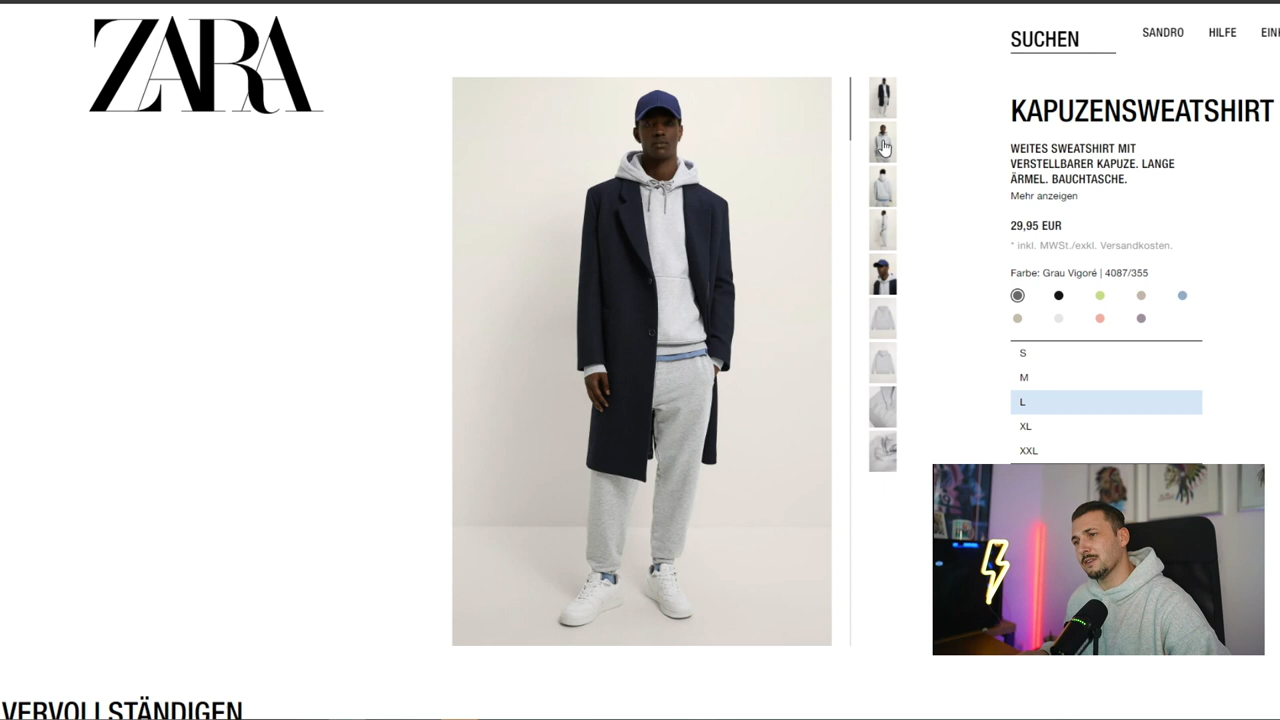 ZARA
SUCHEN
SANDRO
HILFE
KAPUZENSWEATSHIRT
WEITES SWEATSHIRT MIT
VERSTELLBARER KAPUZE. LANGE
ÄRMEL. BAUCHTASCHE.
Mehr anzeigen
29,95 EUR
* inkl. MWSt./exkl. Versandkosten.
Farbe: Grau Vigoré | 4087/355
S
M
L
XL
XXL
VERVOLLSTÄNDIGEN